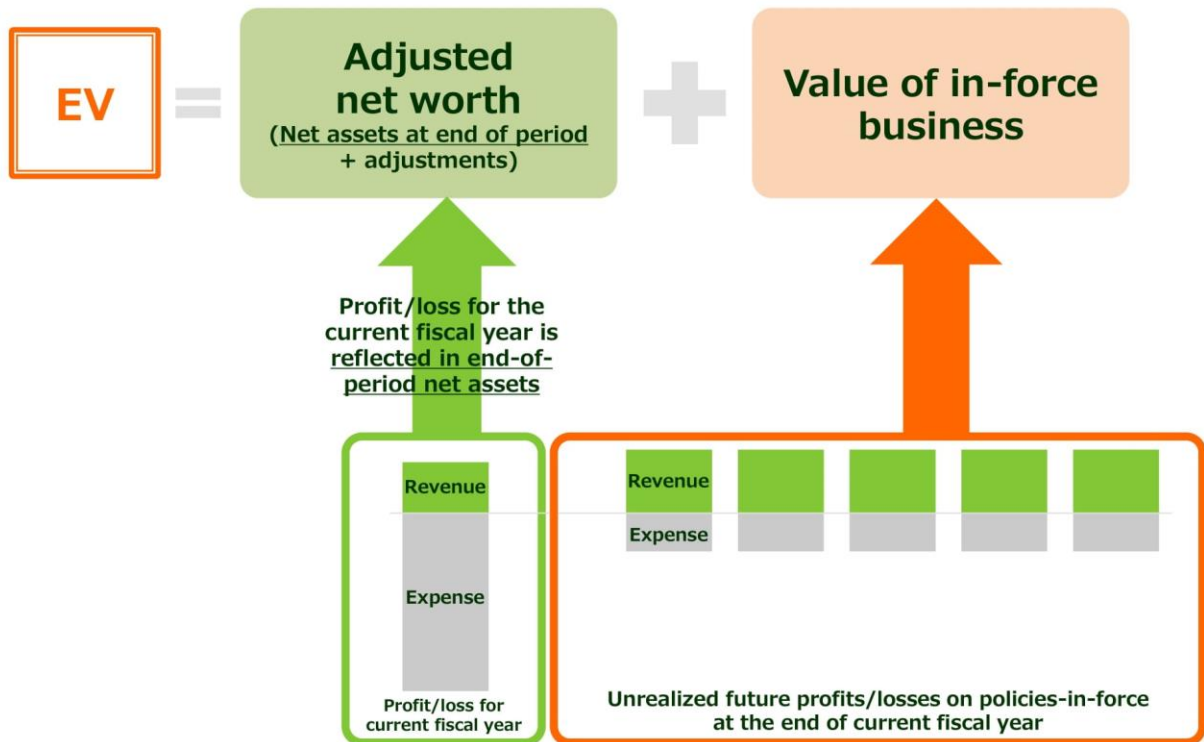 EV
=
Adjusted
net worth
(Net assets at end of period
+ adjustments)
+
Value of in-force
business
Profit/loss for the
current fiscal year is
reflected in end-of-
period net assets
Revenue
Expense
Profit/loss for
current fiscal year
Revenue
Expense
Unrealized future profits/losses on policies-in-force
at the end of current fiscal year